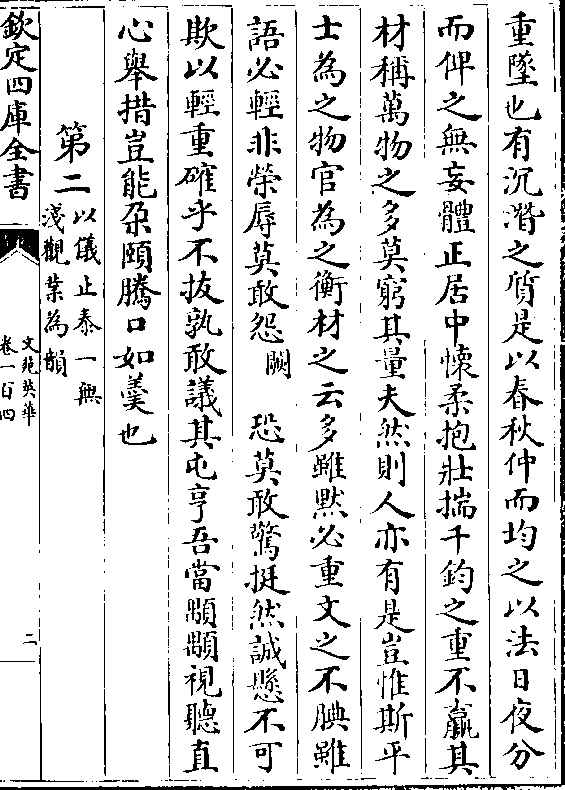 重墜也有沉潛之質是以春秋仲而均之以法日夜分
而俾之無妄體正居中懷柔抱壯揣千鈞之重不羸其
材稱萬物之多莫窮其量夫然則人亦有是豈惟斯平
士為之物官為之衡材之云多雖黙必重文之不腆雖
語必輕非榮辱莫敢怨闕恐莫敢驚挺然誠懸不可
欺以輕重確乎不拔孰敢議其屯亨吾當顒顒視聽直
心舉措豈能朶頤騰口如羹也
第二以儀止泰一無
淺觀葉為韻
欽定四庫全書
文苑英華
卷一百四
二